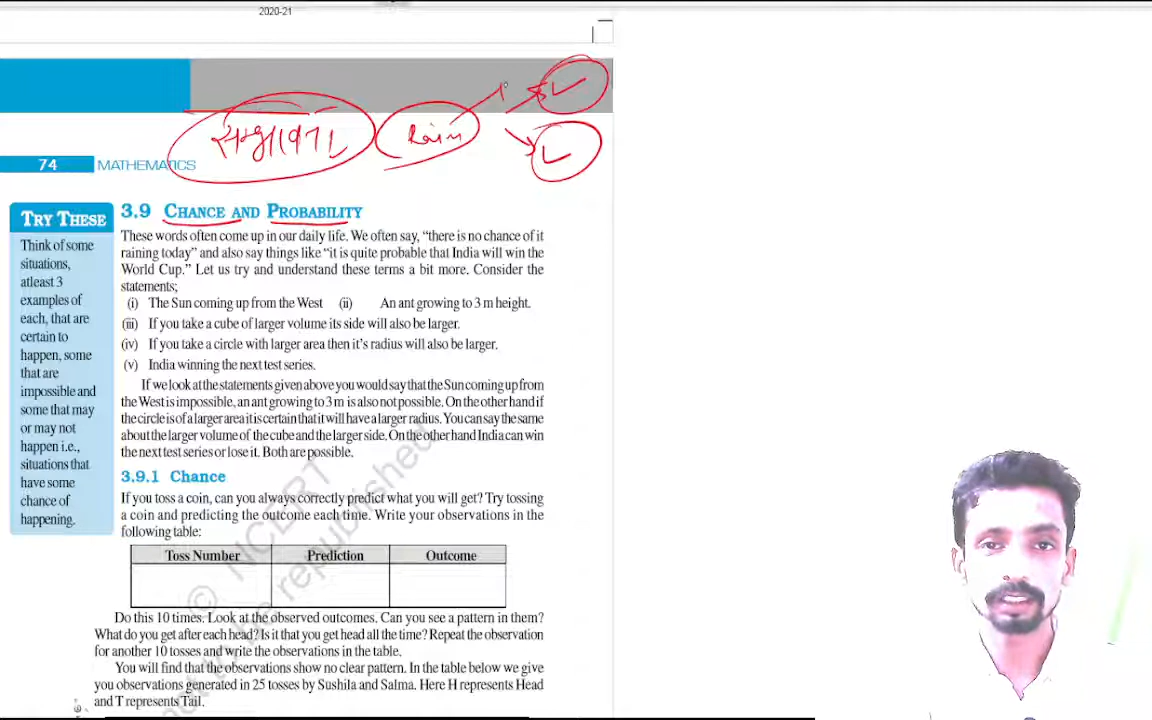 2020-21
सम्भावना
Rain
74 MATHEMATICS
TRY THESE
Think of some
situations,
atleast 3
examples of
each, that are
certain to
happen, some
that are
impossible and
some that may
or may not
happen i.e.,
situations that
have some
chance of
happening.
3.9 CHANCE AND PROBABILITY
These words often come up in our daily life. We often say, “there is no chance of it
raining today” and also say things like “it is quite probable that India will win the
World Cup.” Let us try and understand these terms a bit more. Consider the
statements;
(i) The Sun coming up from the West (ii) An ant growing to 3 m height.
(iii) If you take a cube of larger volume its side will also be larger.
(iv) If you take a circle with larger area then it’s radius will also be larger.
(v) India winning the next test series.
If we look at the statements given above you would say that the Sun coming up from
the West is impossible, an ant growing to 3 m is also not possible. On the other hand if
the circle is of a larger area it is certain that it will have a larger radius. You can say the same
about the larger volume of the cube and the larger side. On the other hand India can win
the next test series or lose it. Both are possible.
3.9.1 Chance
If you toss a coin, can you always correctly predict what you will get? Try tossing
a coin and predicting the outcome each time. Write your observations in the
following table:
Toss Number Prediction Outcome
Do this 10 times. Look at the observed outcomes. Can you see a pattern in them?
What do you get after each head? Is it that you get head all the time? Repeat the observation
for another 10 tosses and write the observations in the table.
You will find that the observations show no clear pattern. In the table below we give
you observations generated in 25 tosses by Sushila and Salma. Here H represents Head
and T represents Tail.
© NCERT
not to be republished